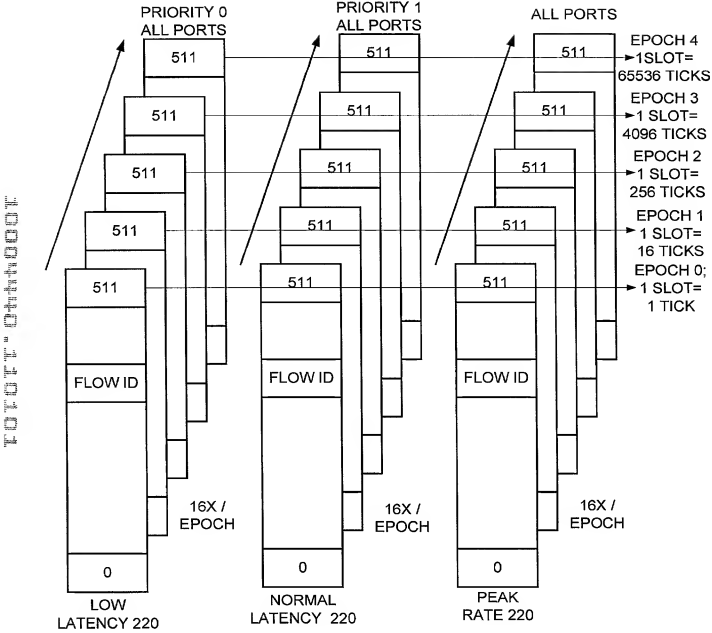 PRIORITY 0
ALL PORTS
PRIORITY 1
ALL PORTS
ALL PORTS
511
511
511
EPOCH 4
1SLOT=
65536 TICKS
511
511
511
EPOCH 3
1 SLOT=
4096 TICKS
511
511
511
EPOCH 2
1 SLOT=
256 TICKS
511
511
511
EPOCH 1
1 SLOT=
16 TICKS
511
511
511
EPOCH 0;
1 SLOT=
1 TICK
FLOW ID
FLOW ID
FLOW ID
16X /
EPOCH
16X /
EPOCH
16X /
EPOCH
0
0
0
LOW
LATENCY 220
NORMAL
LATENCY 220
PEAK
RATE 220